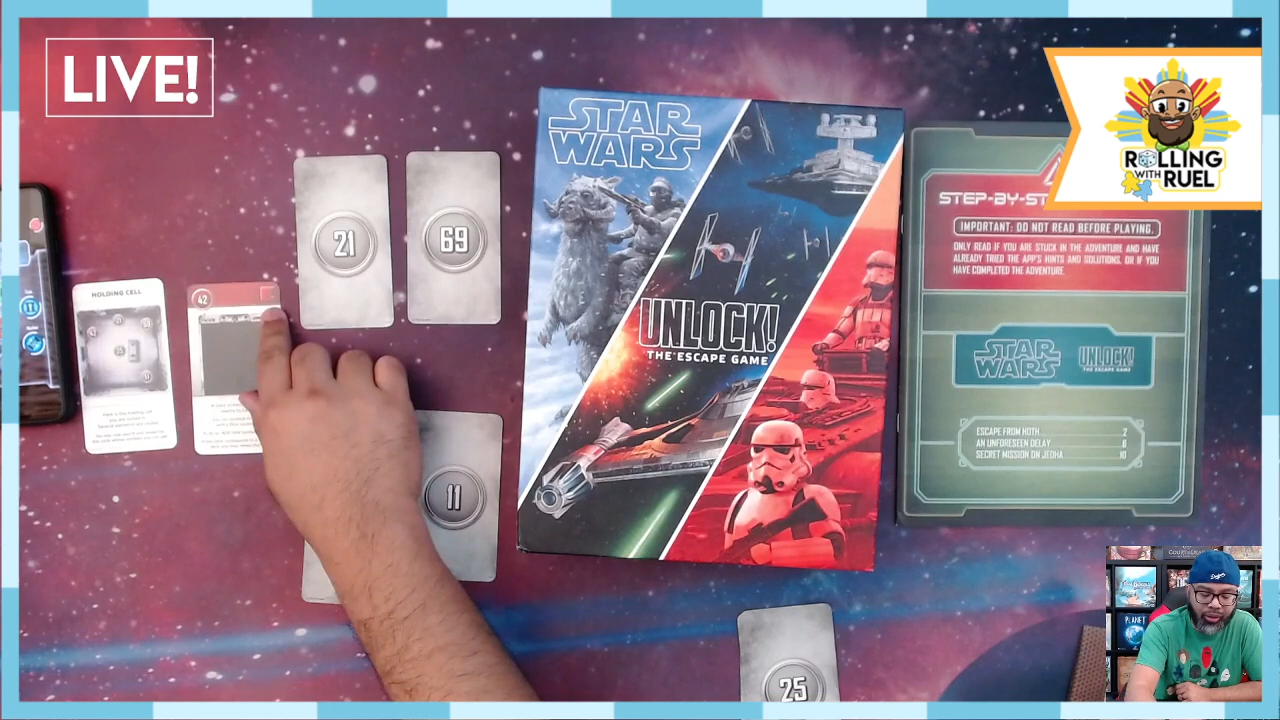 LIVE!
ROLLING
WITH RUEL
21
69
HOLDING CELL
42
11
25
STAR
WARS
UNLOCK!
THE ESCAPE GAME
STEP-BY-ST
IMPORTANT: DO NOT READ BEFORE PLAYING.
ONLY READ IF YOU ARE STUCK IN THE ADVENTURE AND HAVE
ALREADY TRIED THE APP'S HINTS AND SOLUTIONS, OR IF YOU
HAVE COMPLETED THE ADVENTURE.
STAR
WARS
UNLOCK!
THE ESCAPE GAME
ESCAPE FROM HOTH 2
AN UNFORESEEN DELAY 6
SECRET MISSION ON JEDHA 10
PLANET